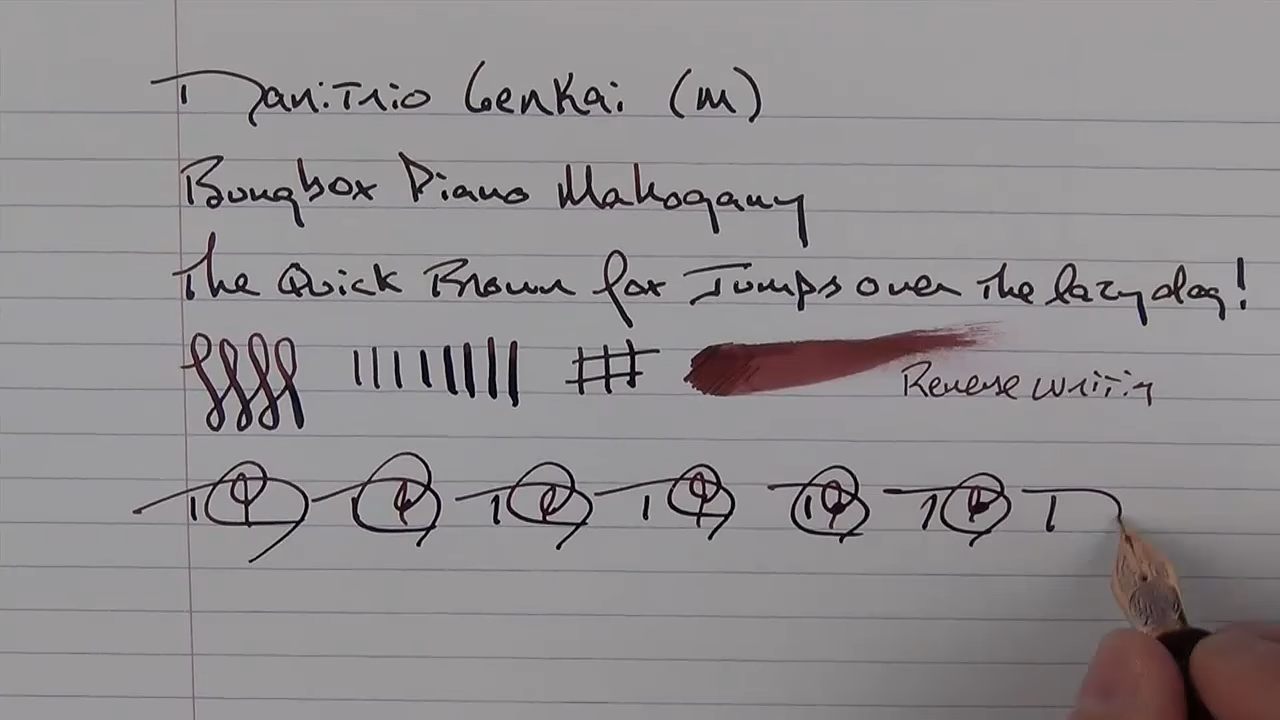 Danitrio Genkai (M)
Bungbox Piano Mahogany
The Quick Brown fox Jumps over the lazy dog!
Reverse writing